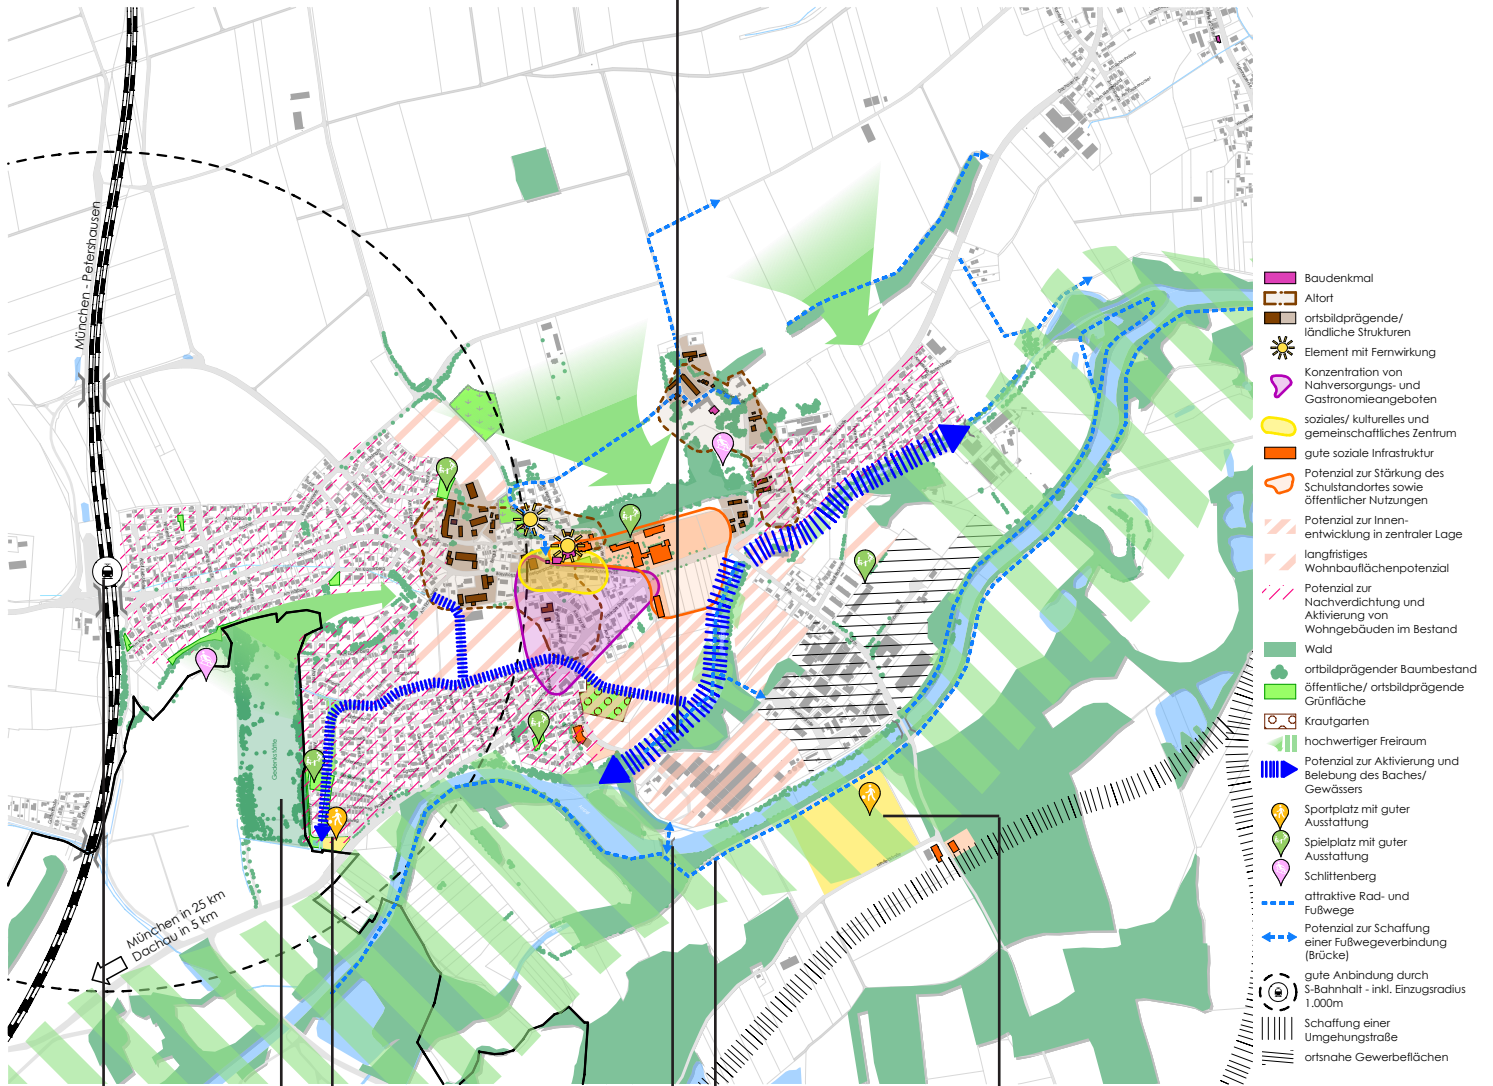 München - Petershausen
Gedenkstätte
München in 25 km
Dachau in 5 km
Baudenkmal
Altort
ortsbildprägende/
ländliche Strukturen
Element mit Fernwirkung
Konzentration von
Nahversorgungs- und
Gastronomieangeboten
soziales/ kulturelles und
gemeinschaftliches Zentrum
gute soziale Infrastruktur
Potenzial zur Stärkung des
Schulstandortes sowie
öffentlicher Nutzungen
Potenzial zur Innen-
entwicklung in zentraler Lage
langfristiges
Wohnbauflächenpotenzial
Potenzial zur
Nachverdichtung und
Aktivierung von
Wohngebäuden im Bestand
Wald
ortbildprägender Baumbestand
öffentliche/ ortsbildprägende
Grünfläche
Krautgarten
hochwertiger Freiraum
Potenzial zur Aktivierung und
Belebung des Baches/
Gewässers
Sportplatz mit guter
Ausstattung
Spielplatz mit guter
Ausstattung
Schlittenberg
attraktive Rad- und
Fußwege
Potenzial zur Schaffung
einer Fußwegeverbindung
(Brücke)
gute Anbindung durch
S-Bahnhalt - inkl. Einzugsradius
1.000m
Schaffung einer
Umgehungstraße
ortsnahe Gewerbeflächen